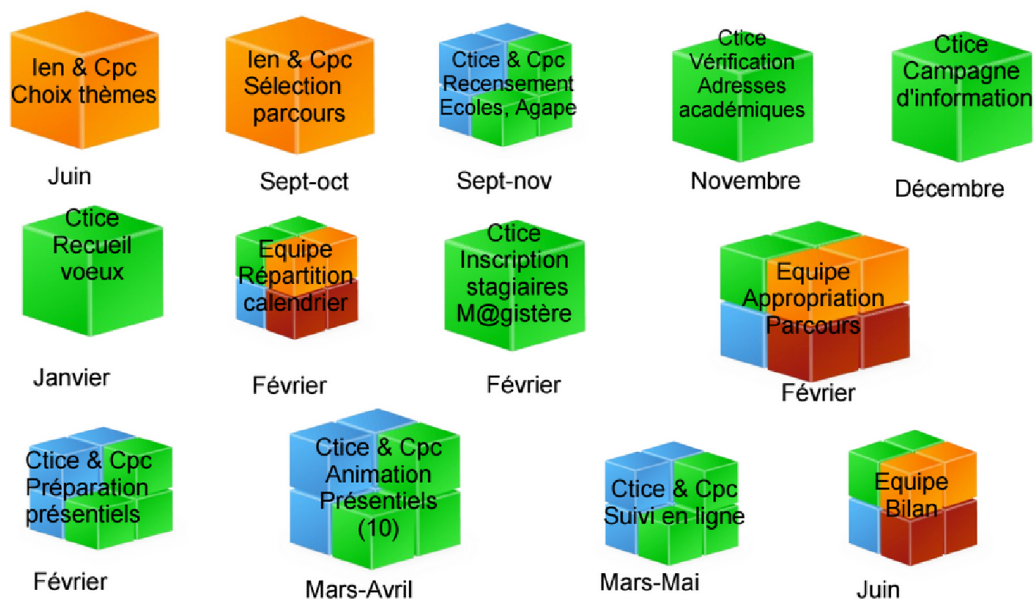 Ien & Cpc
Choix thèmes
Juin
Ien & Cpc
Sélection
parcours
Sept-oct
Ctice & Cpc
Recensement
Ecoles, Agape
Sept-nov
Ctice
Vérification
Adresses
académiques
Novembre
Ctice
Campagne
d'information
Décembre
Ctice
Recueil
voeux
Janvier
Equipe
Répartition
calendrier
Février
Ctice
Inscription
stagiaires
M@gistère
Février
Equipe
Appropriation
Parcours
Février
Ctice & Cpc
Préparation
présentiels
Février
Ctice & Cpc
Animation
Présentiels
(10)
Mars-Avril
Ctice & Cpc
Suivi en ligne
Mars-Mai
Equipe
Bilan
Juin